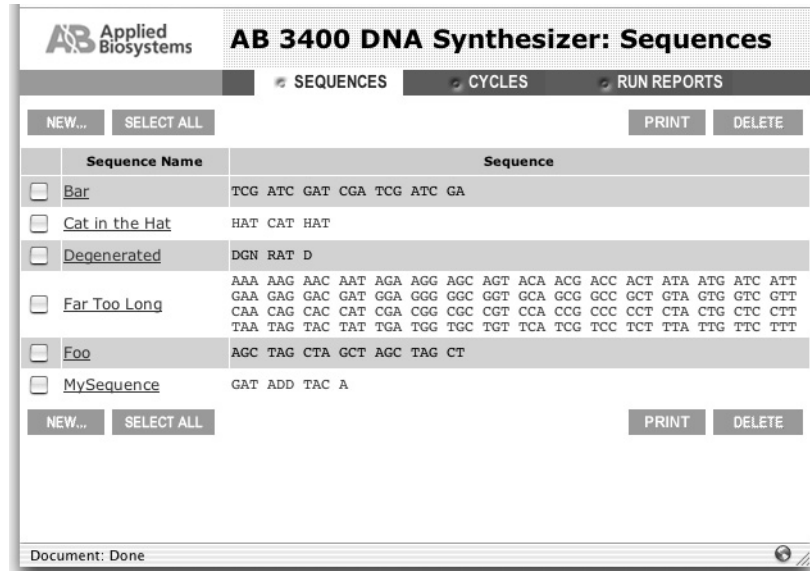 Applied Biosystems
AB 3400 DNA Synthesizer: Sequences
SEQUENCES CYCLES RUN REPORTS
NEW... SELECT ALL PRINT DELETE
Sequence Name Sequence
Bar TCG ATC GAT CGA TCG ATC GA
Cat in the Hat HAT CAT HAT
Degenerated DGN RAT D
Far Too Long
AAA AAG AAC AAT AGA AGG AGC AGT ACA ACG ACC ACT ATA ATG ATC ATT
GAA GAG GAC GAT GGA GGG GGC GGT GCA GCG GCC GCT GTA GTG GTC GTT
CAA CAG CAC CAT CGA CGG CGC CGT CCA CCG CCC CCT CTA CTG CTC CTT
TAA TAG TAC TAT TGA TGG TGC TGT TCA TCG TCC TCT TTA TTG TTC TTT
Foo AGC TAG CTA GCT AGC TAG CT
MySequence GAT ADD TAC A
NEW... SELECT ALL PRINT DELETE
Document: Done